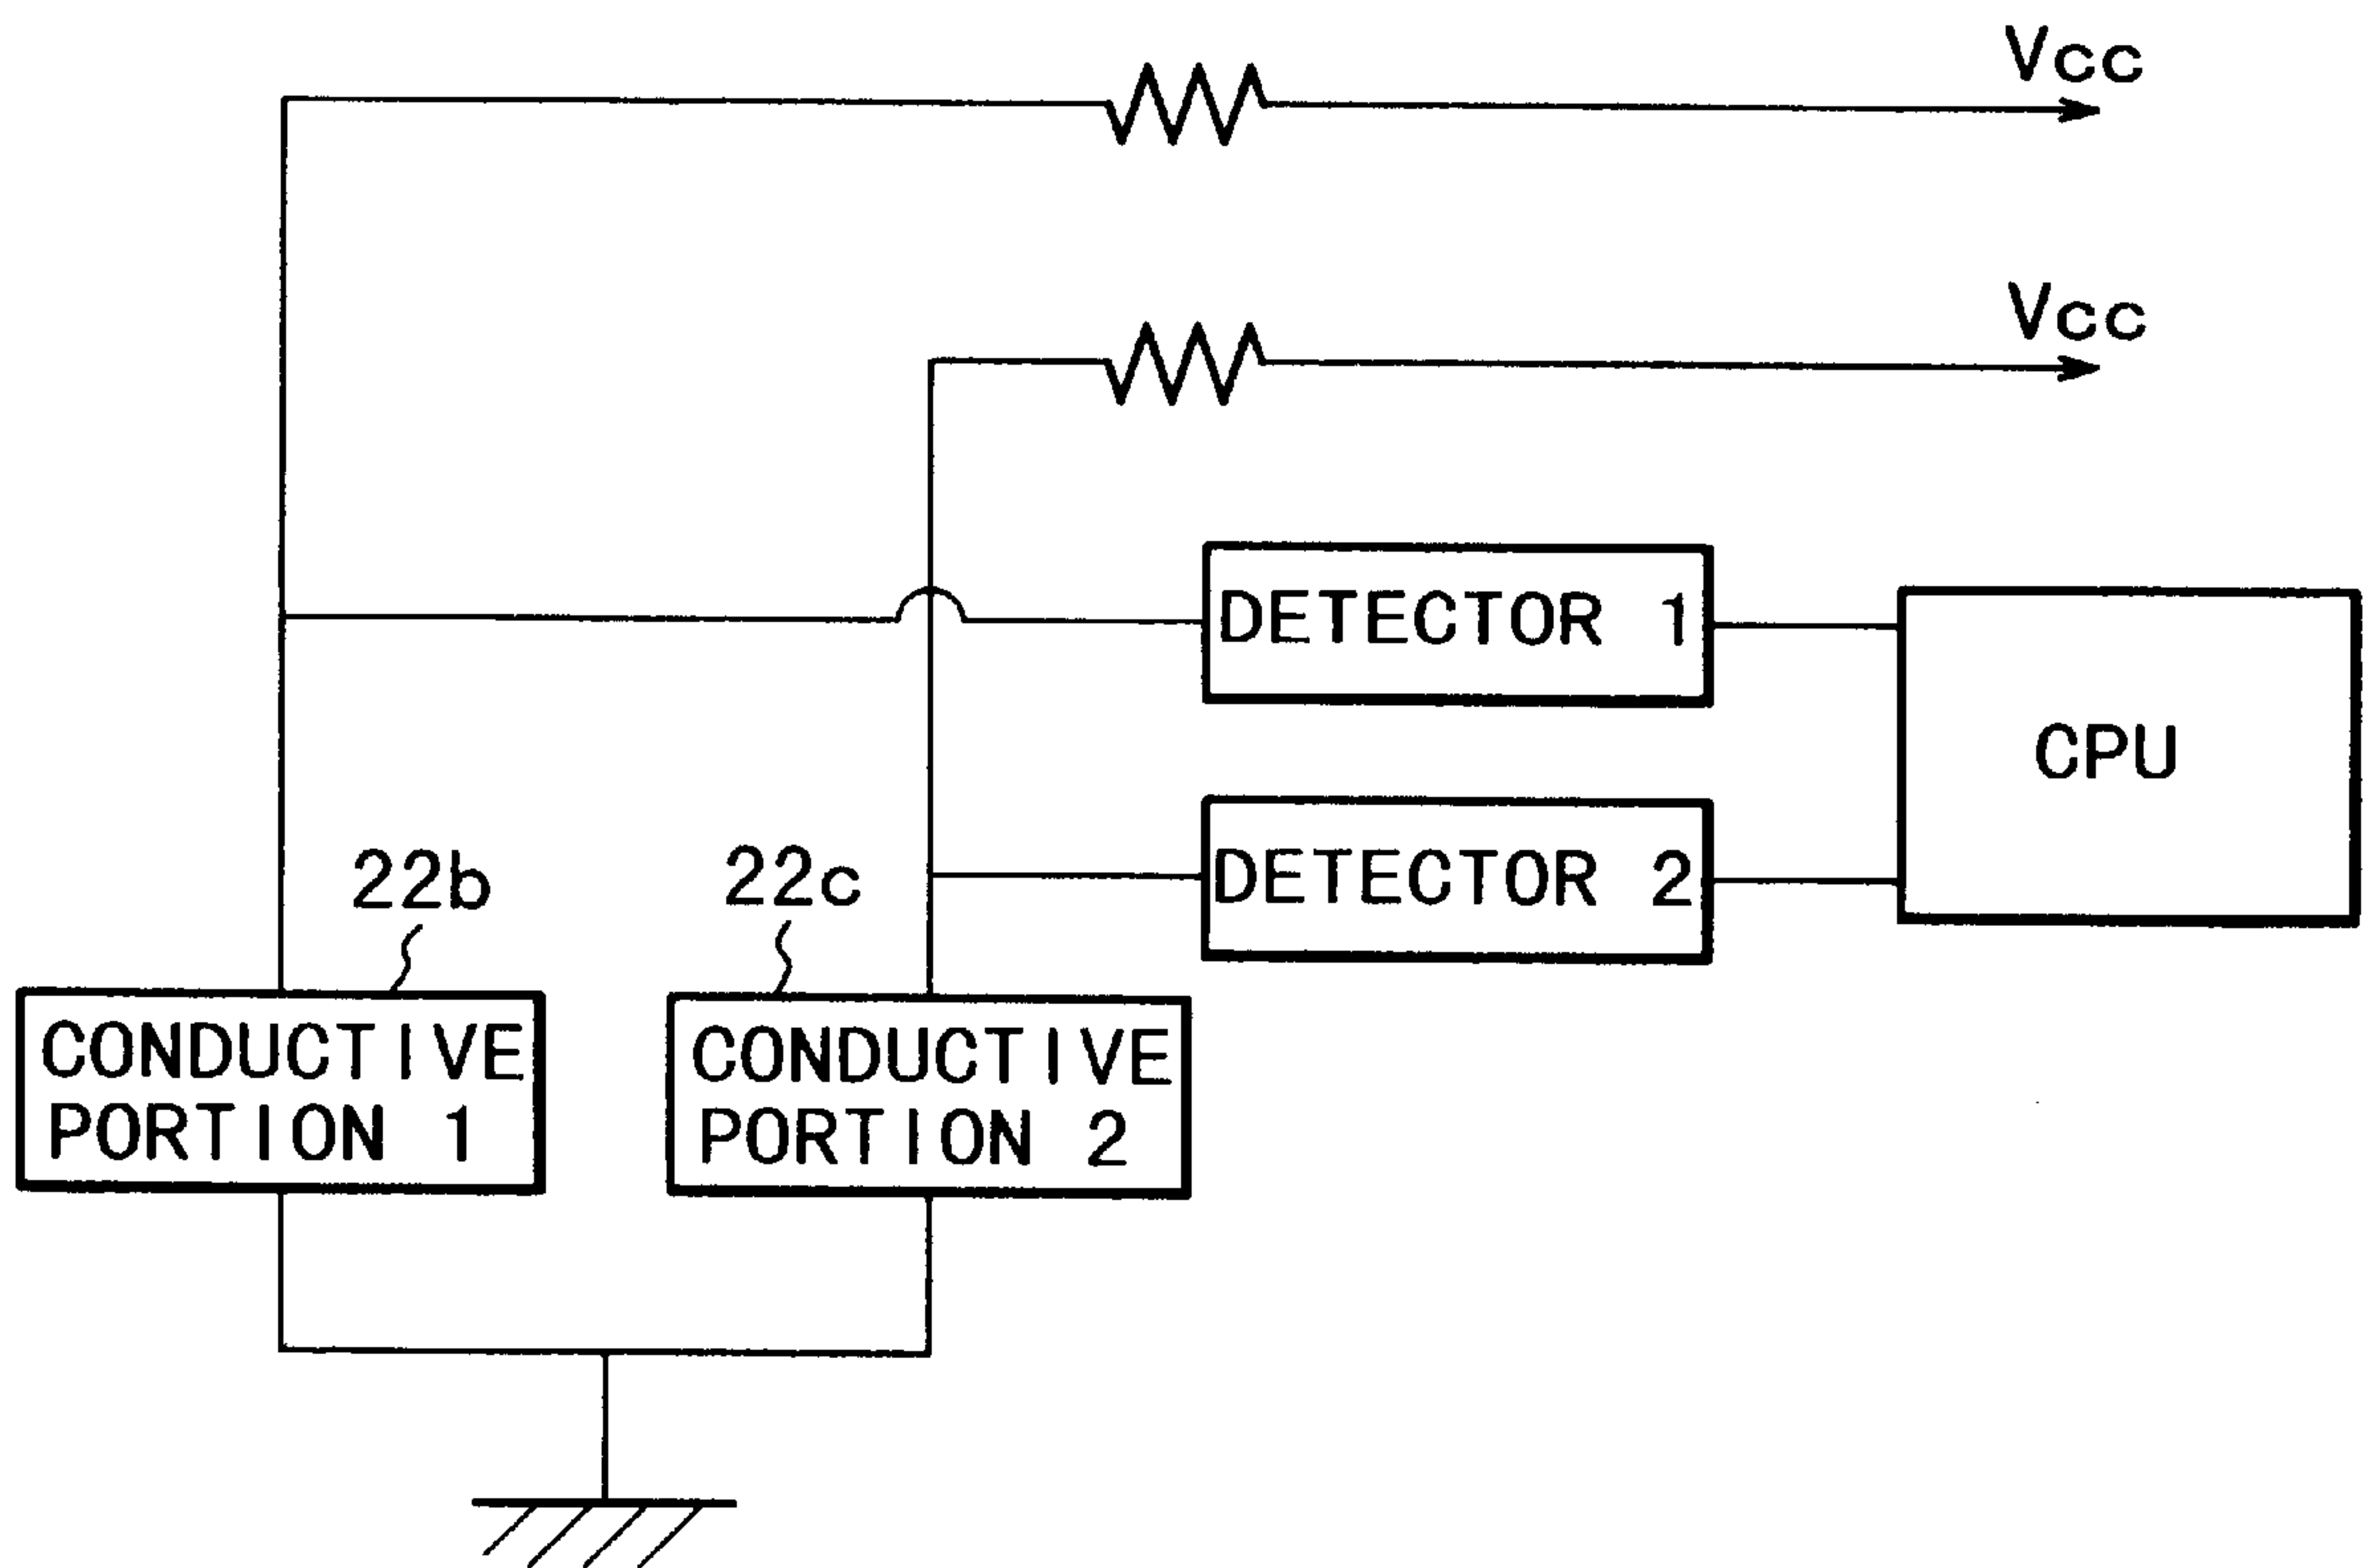 Vcc
Vcc
DETECTOR 1
CPU
DETECTOR 2
22b
22c
CONDUCTIVE
PORTION 1
CONDUCTIVE
PORTION 2